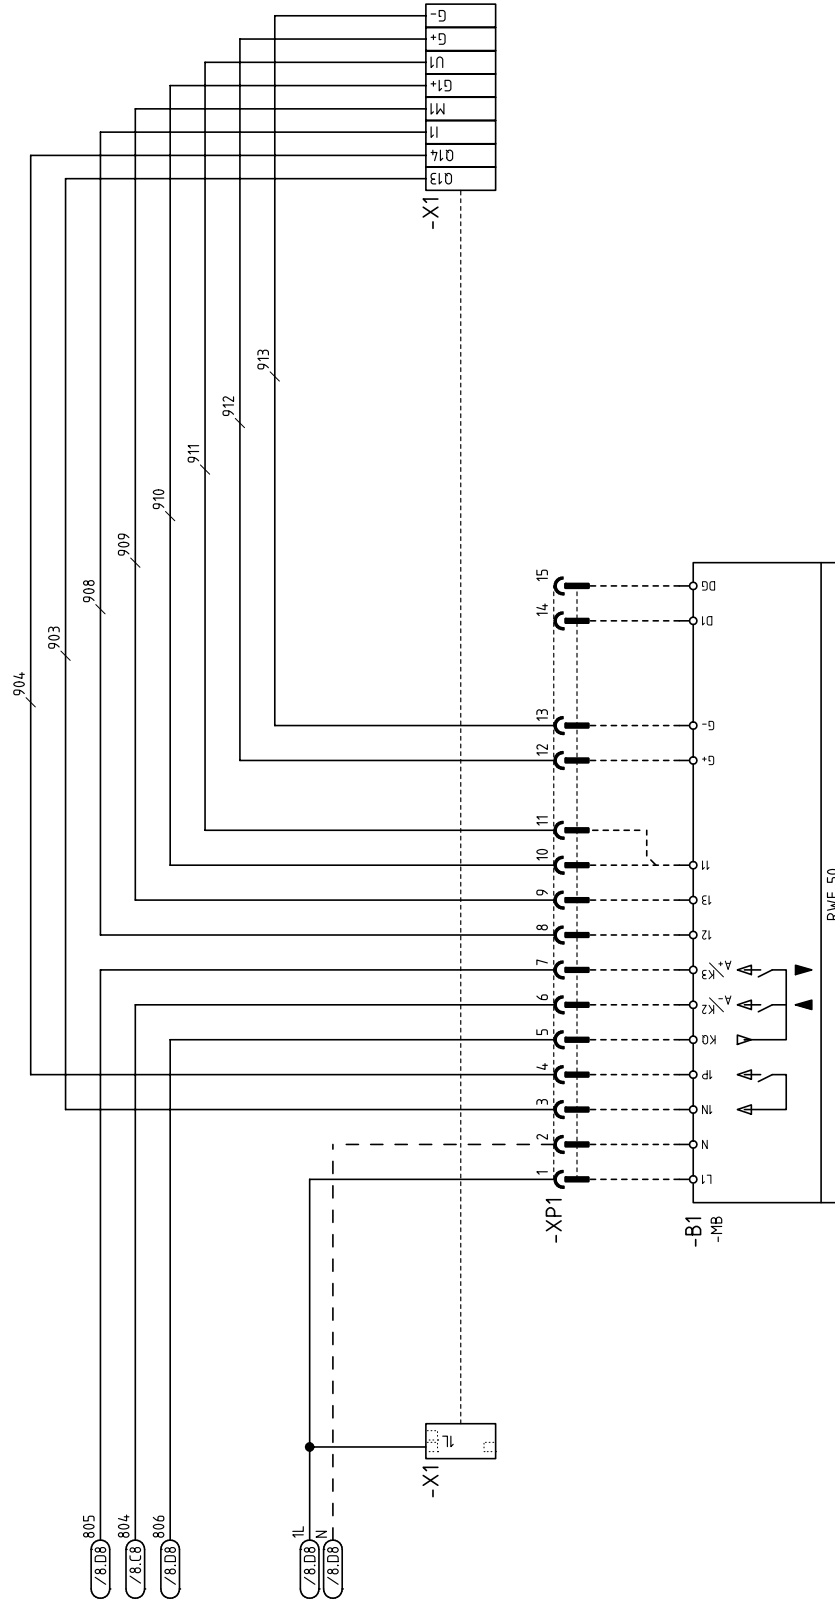 G-
G+
U1
G1+
M1
I1
Q14
Q13
-X1
913
912
911
910
909
908
903
904
15
14
13
12
11
10
9
8
7
6
5
4
3
2
1
-XP1
DG
D1
G-
G+
11
13
12
K3/A+
K2/A-
KQ
1P
1N
N
L1
RWF 50
-B1
-MB
1L
-X1
805
/8.D8
804
/8.C8
806
/8.D8
1L
/8.D8
N
/8.D8